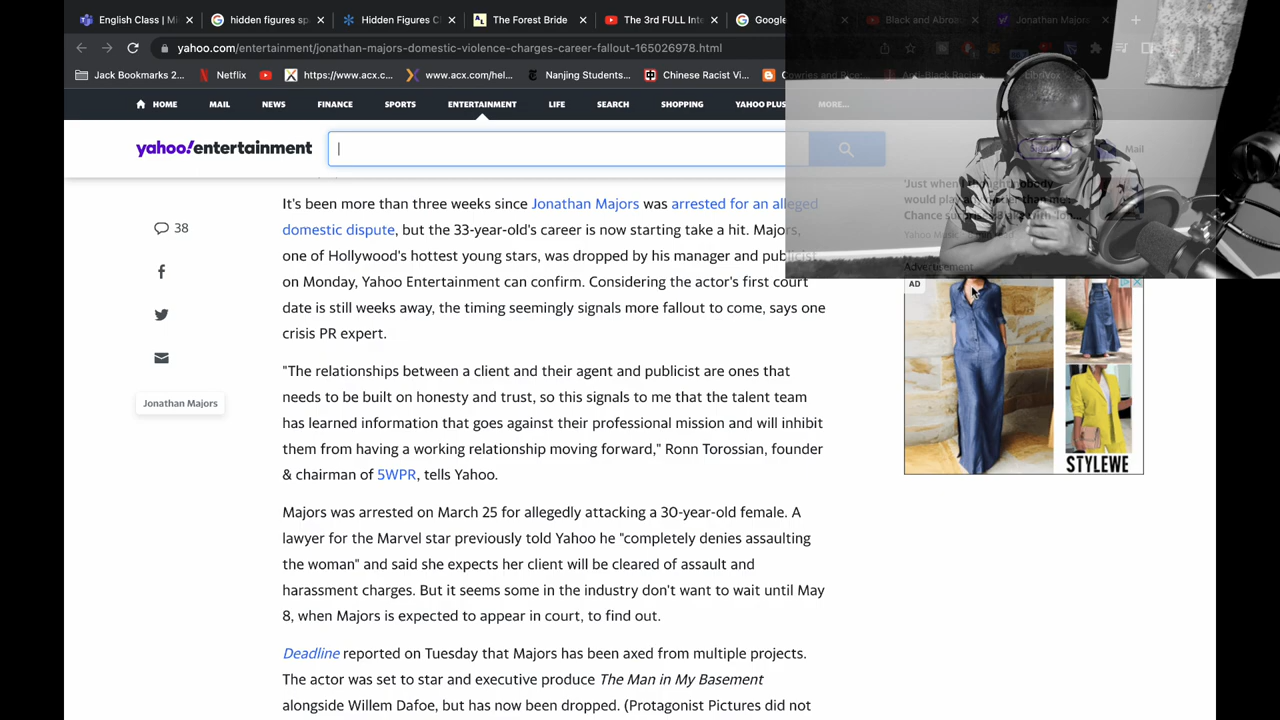 English Class | Mi
hidden figures sp
Hidden Figures C
The Forest Bride
The 3rd FULL Inte
Google
Black and Abroa
Jonathan Majors
yahoo.com/entertainment/jonathan-majors-domestic-violence-charges-career-fallout-165026978.html
Jack Bookmarks 2...
Netflix
https://www.acx.c...
www.acx.com/hel...
Nanjing Students...
Chinese Racist Vi...
Cowries and Rice:...
Anti-Black Racism
LibriVox
HOME MAIL NEWS FINANCE SPORTS ENTERTAINMENT LIFE SEARCH SHOPPING YAHOO PLUS MORE...
yahoo!entertainment
Mail
It's been more than three weeks since Jonathan Majors was arrested for an alleged
domestic dispute, but the 33-year-old's career is now starting take a hit. Majors,
one of Hollywood's hottest young stars, was dropped by his manager and publicist
on Monday, Yahoo Entertainment can confirm. Considering the actor's first court
date is still weeks away, the timing seemingly signals more fallout to come, says one
crisis PR expert.
"The relationships between a client and their agent and publicist are ones that
needs to be built on honesty and trust, so this signals to me that the talent team
has learned information that goes against their professional mission and will inhibit
them from having a working relationship moving forward," Ronn Torossian, founder
& chairman of 5WPR, tells Yahoo.
Majors was arrested on March 25 for allegedly attacking a 30-year-old female. A
lawyer for the Marvel star previously told Yahoo he "completely denies assaulting
the woman" and said she expects her client will be cleared of assault and
harassment charges. But it seems some in the industry don't want to wait until May
8, when Majors is expected to appear in court, to find out.
Deadline reported on Tuesday that Majors has been axed from multiple projects.
The actor was set to star and executive produce The Man in My Basement
alongside Willem Dafoe, but has now been dropped. (Protagonist Pictures did not
38
Jonathan Majors
'Just when I thought nobody
would play
Chance
Yahoo Music
Advertisement
AD
STYLEWE